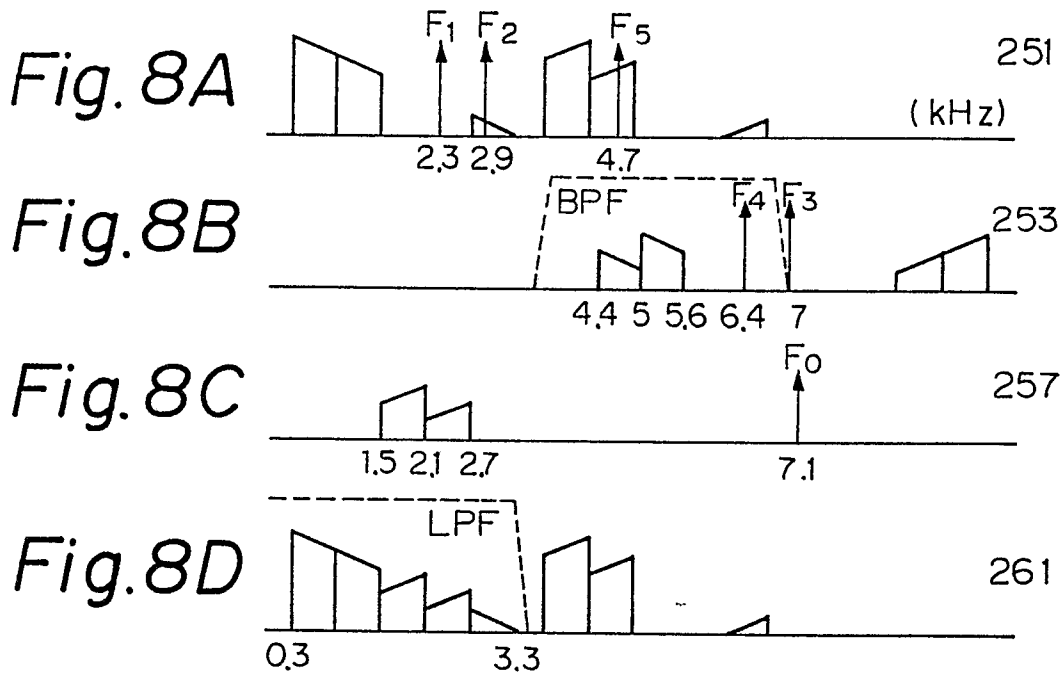 Fig. 8A
F1 F2 F5 251
(kHz)
2.3 2.9 4.7
Fig. 8B
BPF F4 F3 253
4.4 5 5.6 6.4 7
Fig. 8C
F0 257
1.5 2.1 2.7 7.1
Fig. 8D
LPF 261
0.3 3.3